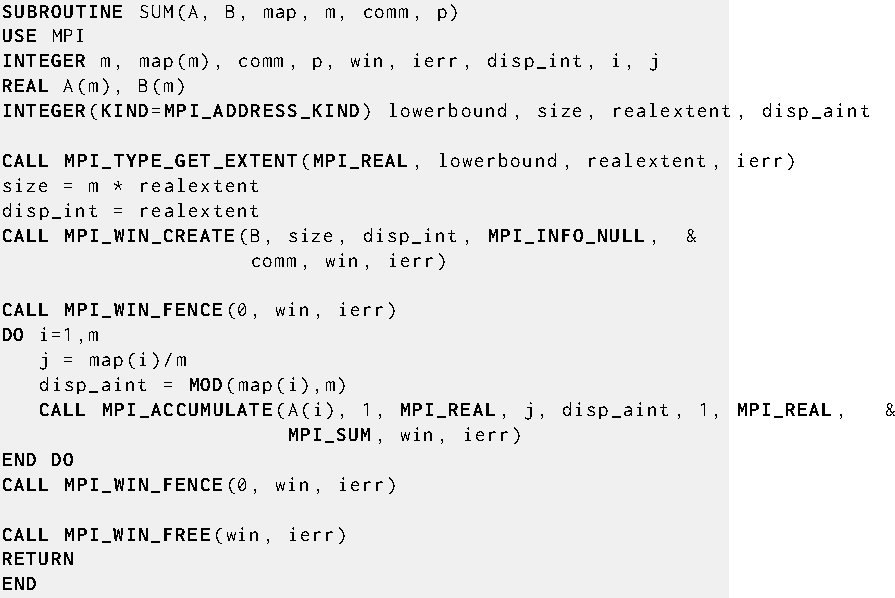 SUBROUTINE SUM(A, B, map, m, comm, p)
USE MPI
INTEGER m, map(m), comm, p, win, ierr, disp_int, i, j
REAL A(m), B(m)
INTEGER(KIND=MPI_ADDRESS_KIND) lowerbound, size, realextent, disp_aint

CALL MPI_TYPE_GET_EXTENT(MPI_REAL, lowerbound, realextent, ierr)
size = m * realextent
disp_int = realextent
CALL MPI_WIN_CREATE(B, size, disp_int, MPI_INFO_NULL, &
                    comm, win, ierr)

CALL MPI_WIN_FENCE(0, win, ierr)
DO i=1,m
   j = map(i)/m
   disp_aint = MOD(map(i),m)
   CALL MPI_ACCUMULATE(A(i), 1, MPI_REAL, j, disp_aint, 1, MPI_REAL, &
                       MPI_SUM, win, ierr)
END DO
CALL MPI_WIN_FENCE(0, win, ierr)

CALL MPI_WIN_FREE(win, ierr)
RETURN
END